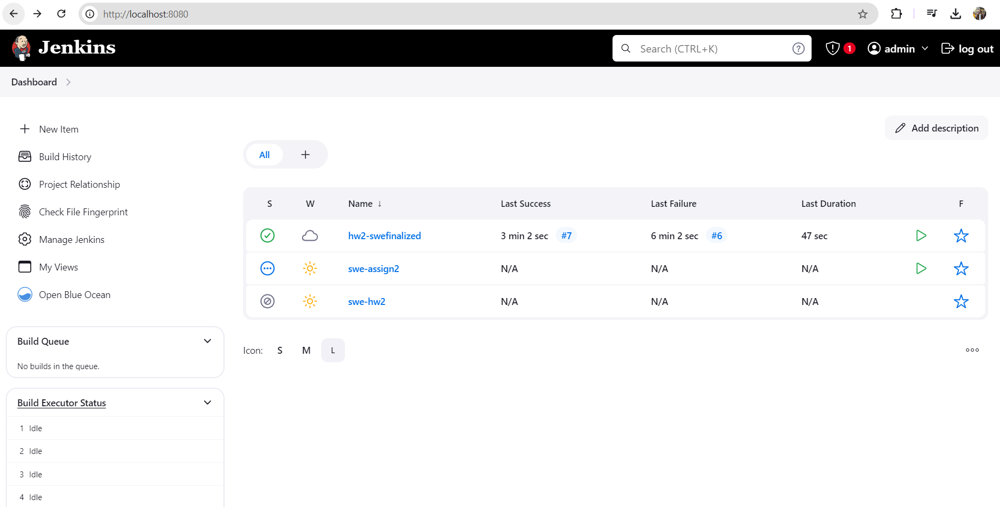 http://localhost:8080
Jenkins
Search (CTRL+K)
?
1
admin
log out
Dashboard
New Item
Build History
Project Relationship
Check File Fingerprint
Manage Jenkins
My Views
Open Blue Ocean
Add description
All
S W Name ↓ Last Success Last Failure Last Duration F
hw2-swefinalized 3 min 2 sec #7 6 min 2 sec #6 47 sec
swe-assign2 N/A N/A N/A
swe-hw2 N/A N/A N/A
Icon: S M L
Build Queue
No builds in the queue.
Build Executor Status
1 Idle
2 Idle
3 Idle
4 Idle